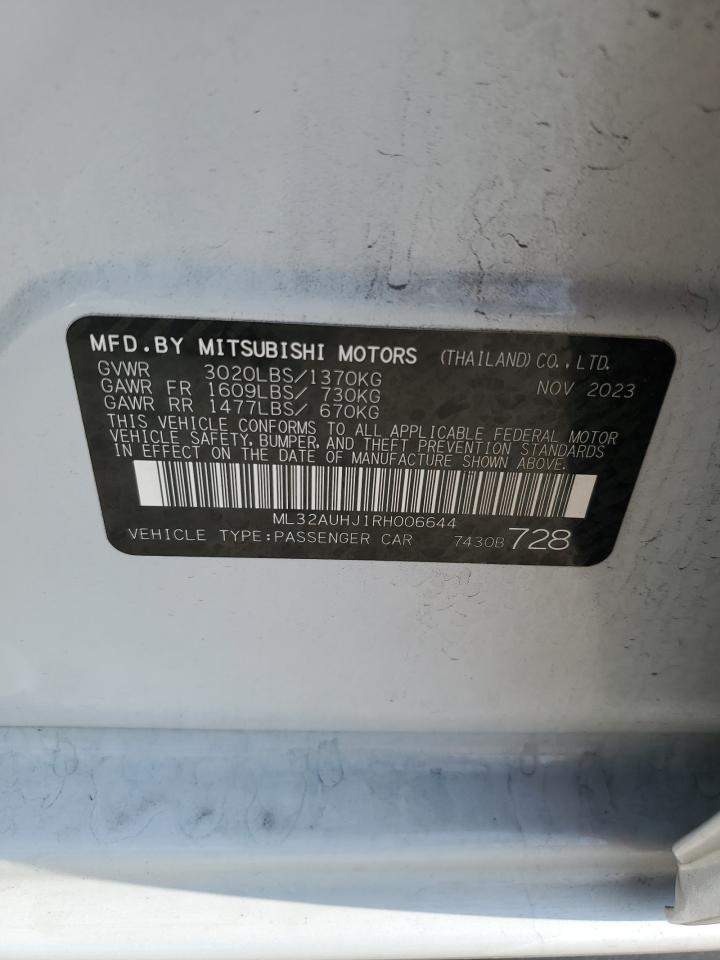 MFD.BY MITSUBISHI MOTORS (THAILAND) CO., LTD.
GVWR 3020LBS/1370KG NOV 2023
GAWR FR 1609LBS/ 730KG
GAWR RR 1477LBS/ 670KG
THIS VEHICLE CONFORMS TO ALL APPLICABLE FEDERAL MOTOR
VEHICLE SAFETY, BUMPER, AND THEFT PREVENTION STANDARDS
IN EFFECT ON THE DATE OF MANUFACTURE SHOWN ABOVE.
ML32AUHJ1RH006644
VEHICLE TYPE:PASSENGER CAR 7430B 728